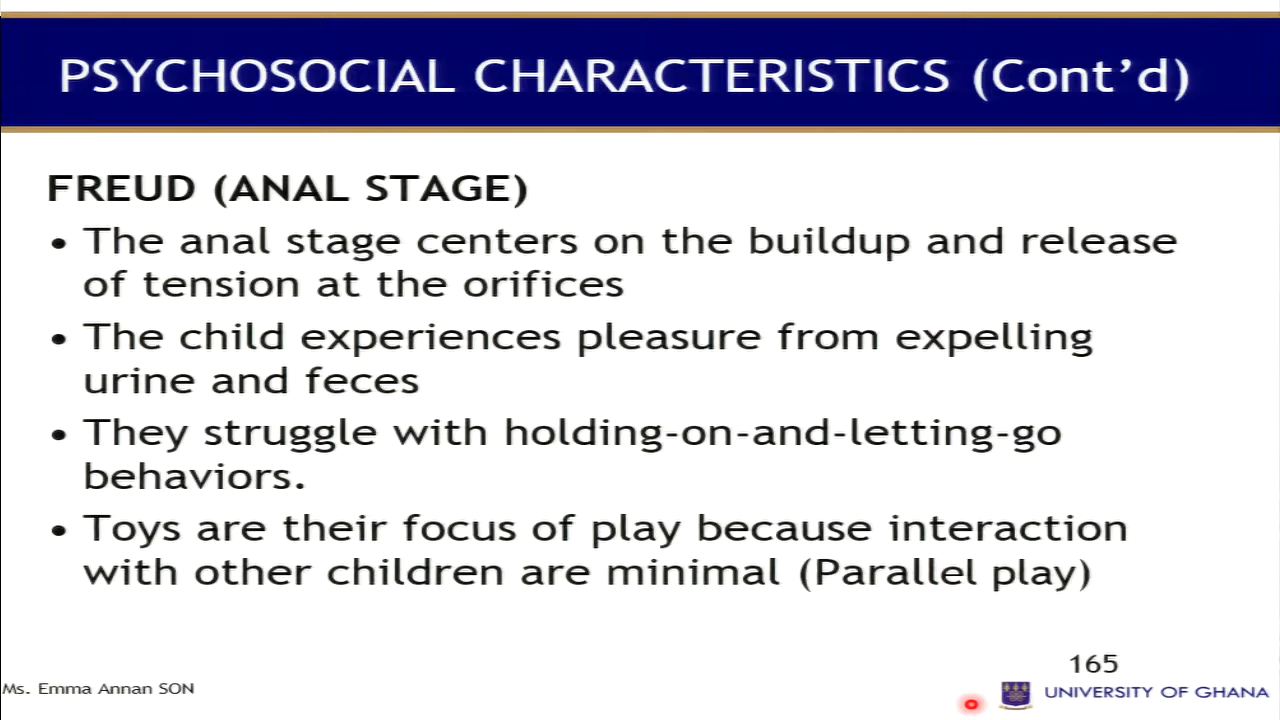 PSYCHOSOCIAL CHARACTERISTICS (Cont’d)
FREUD (ANAL STAGE)
• The anal stage centers on the buildup and release
of tension at the orifices
• The child experiences pleasure from expelling
urine and feces
• They struggle with holding-on-and-letting-go
behaviors.
• Toys are their focus of play because interaction
with other children are minimal (Parallel play)
165
Ms. Emma Annan SON
UNIVERSITY OF GHANA